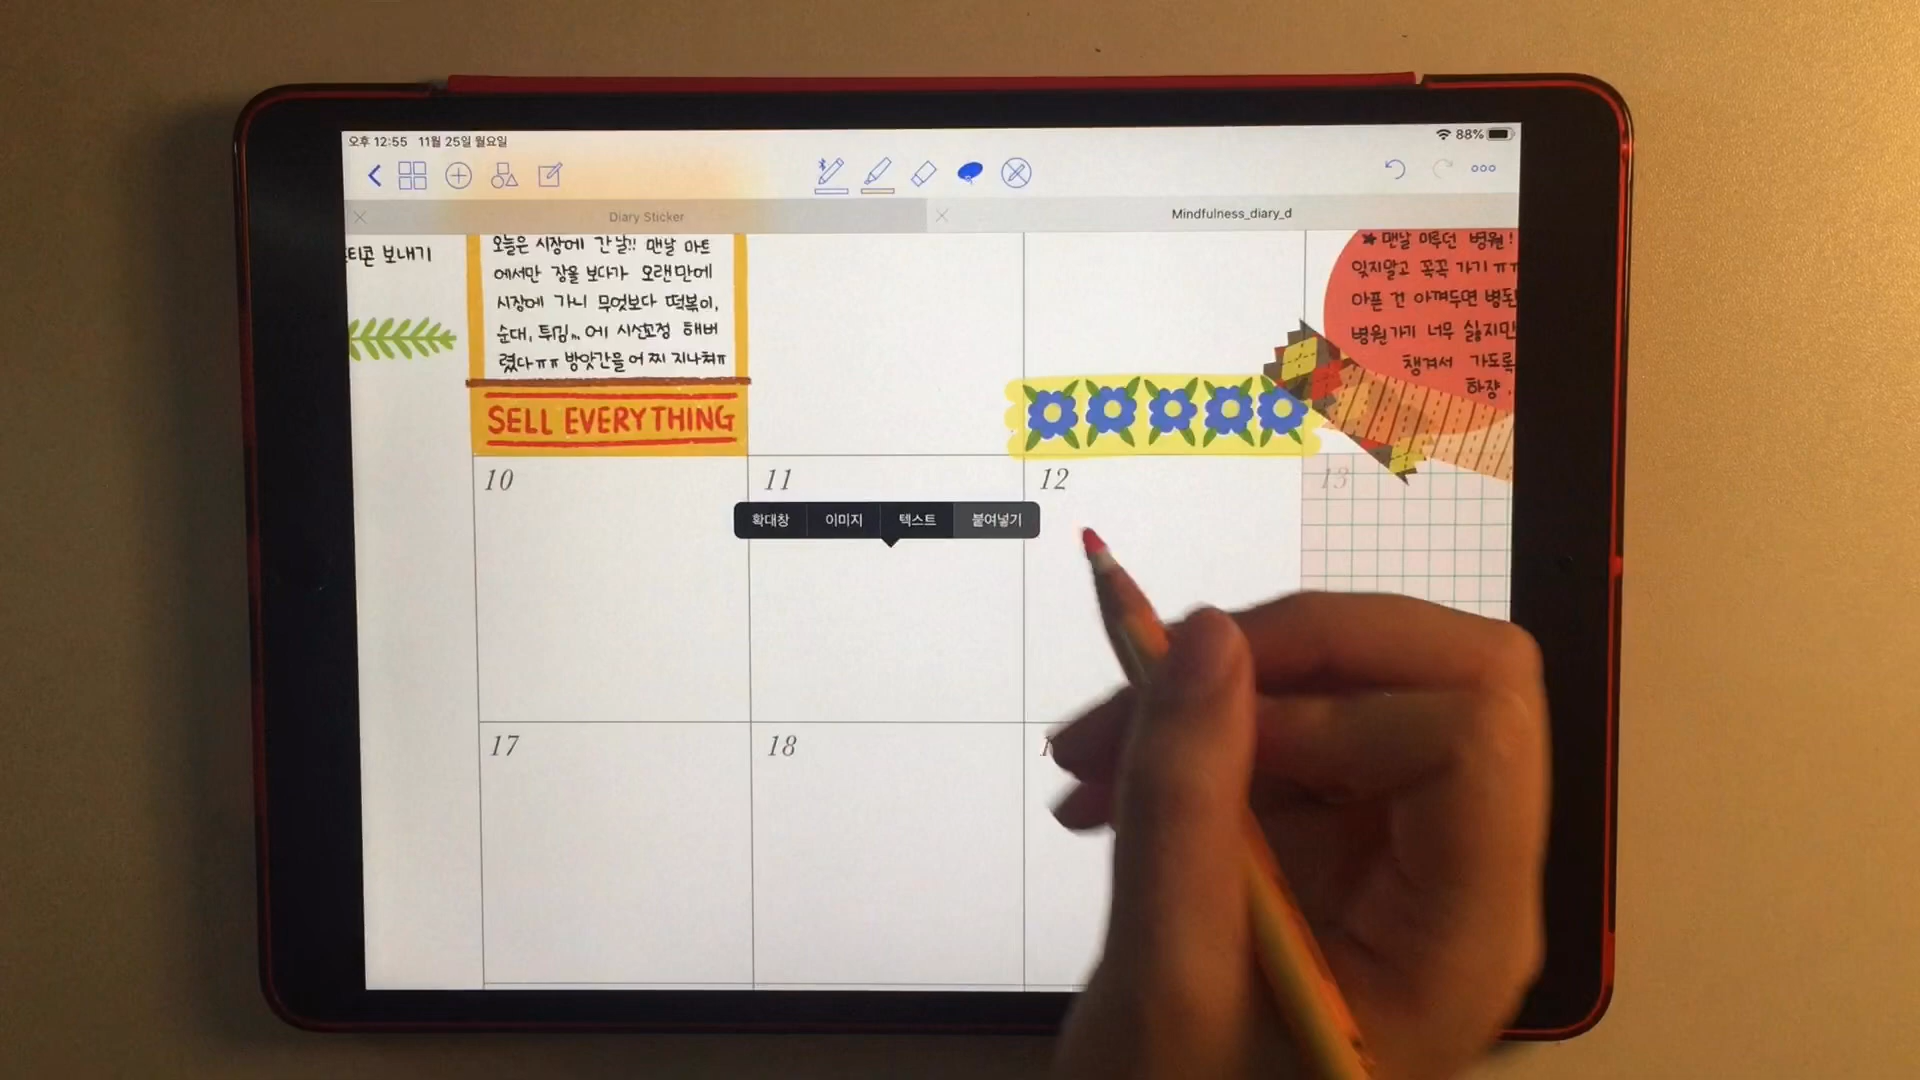 오후 12:55 11월 25일 월요일
88%
Diary Sticker
Mindfulness_diary_d
티콘 보내기
오늘은 시장에 간날!! 맨날 마트
에서만 장을 보다가 오랜만에
시장에 가니 무엇보다 떡볶이,
순대, 튀김... 에 시선고정 해버
렸다ㅠㅠ 방앗간을 어찌 지나쳐ㅠ
SELL EVERYTHING
★ 맨날 미루던 병원!
잊지말고 꼭꼭 가기 ㅠㅠ
아픈 건 아껴두면 병된
병원가기 너무 싫지만
챙겨서 가도록
하쟝
10
11
12
13
확대창 이미지 텍스트 붙여넣기
17
18